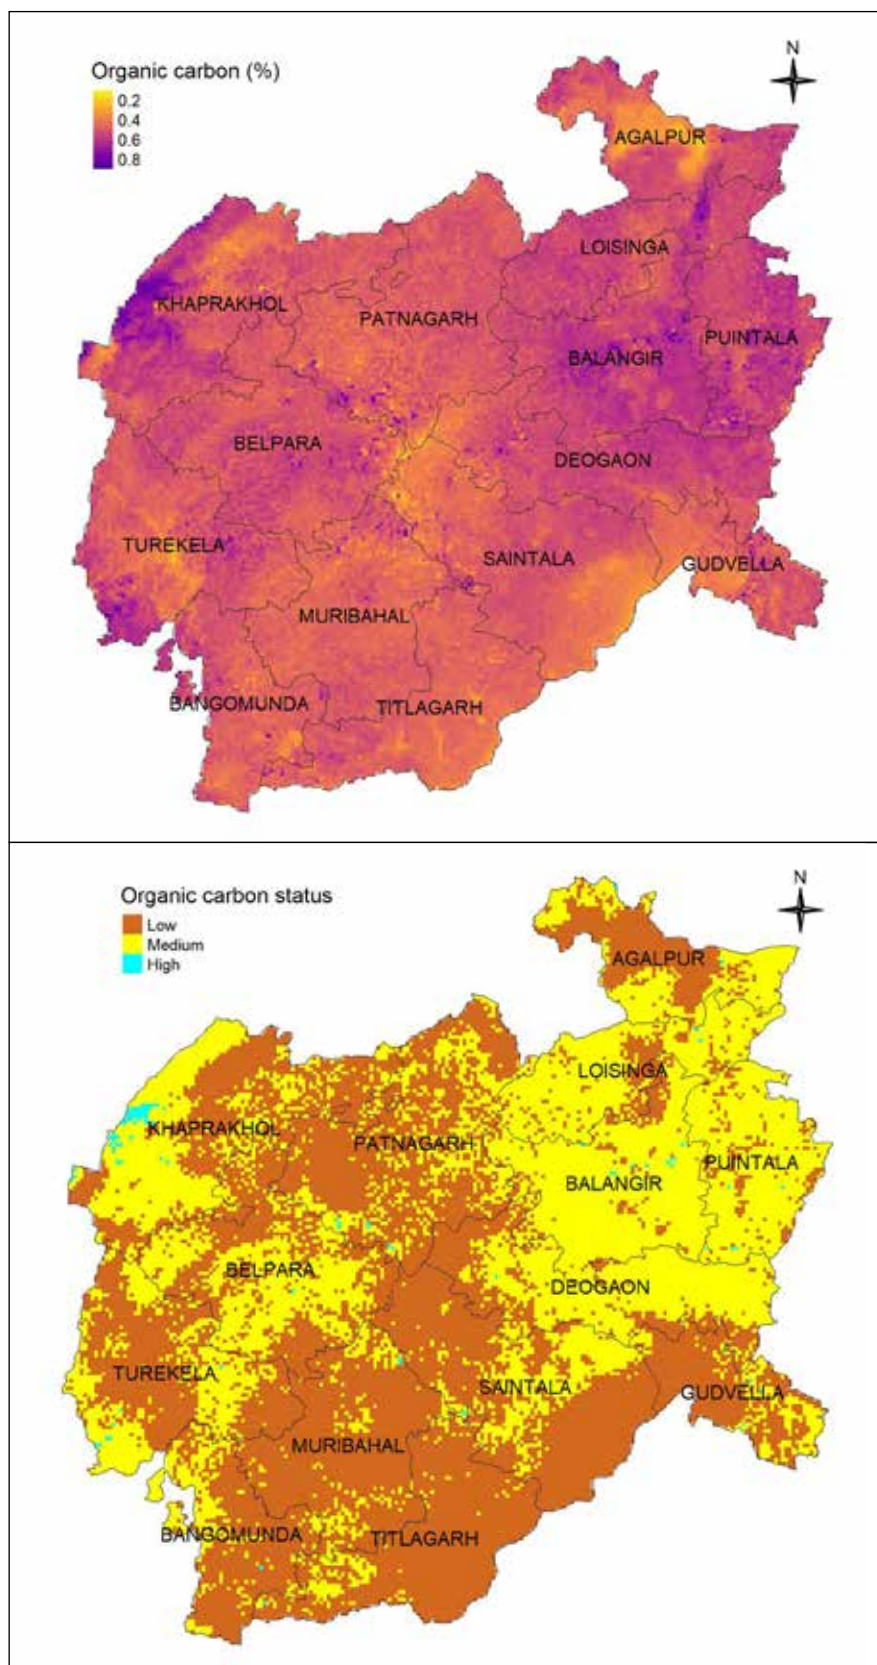 N
Organic carbon (%)
0.2
0.4
0.6
0.8
AGALPUR
LOISINGA
KHAPRAKHOL
PATNAGARH
PUINTALA
BALANGIR
BELPARA
DEOGAON
TUREKELA
SAINTALA
GUDVELLA
MURIBAHAL
BANGOMUNDA
TITLAGARH
N
Organic carbon status
Low
Medium
High
AGALPUR
LOISINGA
KHAPRAKHOL
PATNAGARH
PUINTALA
BALANGIR
BELPARA
DEOGAON
TUREKELA
SAINTALA
GUDVELLA
MURIBAHAL
BANGOMUNDA
TITLAGARH